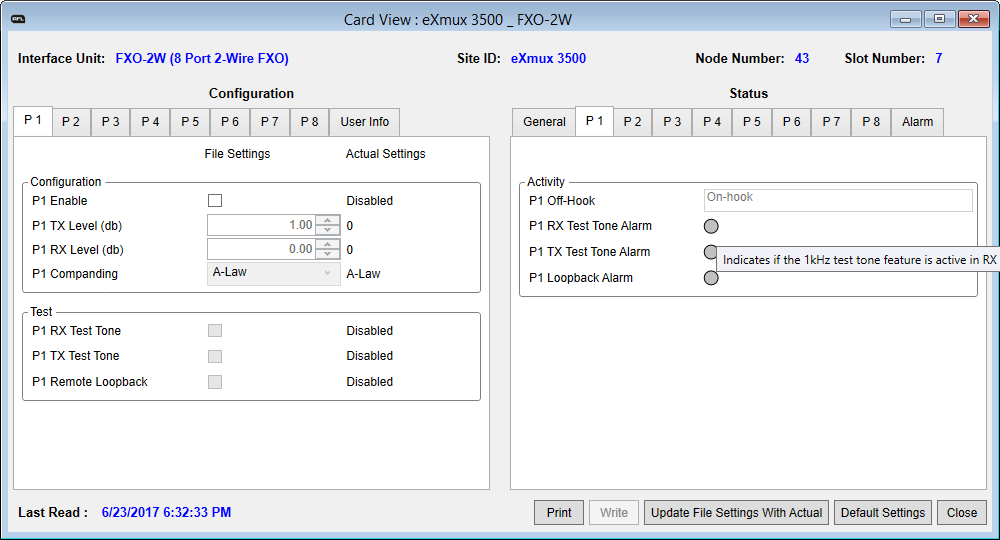 RFL
Card View : eXmux 3500 _ FXO-2W
Interface Unit: FXO-2W (8 Port 2-Wire FXO) Site ID: eXmux 3500 Node Number: 43 Slot Number: 7
Configuration
P 1 P 2 P 3 P 4 P 5 P 6 P 7 P 8 User Info
File Settings Actual Settings
Configuration
P1 Enable Disabled
P1 TX Level (db) 1.00 0
P1 RX Level (db) 0.00 0
P1 Companding A-Law A-Law
Test
P1 RX Test Tone Disabled
P1 TX Test Tone Disabled
P1 Remote Loopback Disabled
Status
General P 1 P 2 P 3 P 4 P 5 P 6 P 7 P 8 Alarm
Activity
P1 Off-Hook On-hook
P1 RX Test Tone Alarm
P1 TX Test Tone Alarm
Indicates if the 1kHz test tone feature is active in RX
P1 Loopback Alarm
Last Read : 6/23/2017 6:32:33 PM
Print Write Update File Settings With Actual Default Settings Close